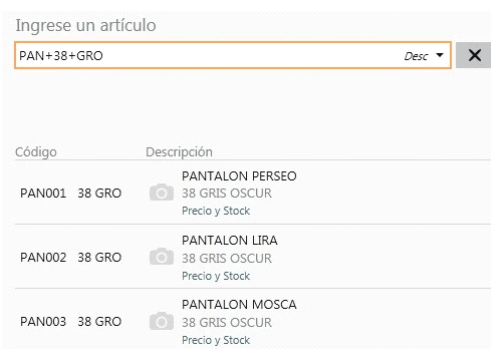 Ingrese un artículo
PAN+38+GRO Desc
Código Descripción
PAN001 38 GRO PANTALON PERSEO
38 GRIS OSCUR
Precio y Stock
PAN002 38 GRO PANTALON LIRA
38 GRIS OSCUR
Precio y Stock
PAN003 38 GRO PANTALON MOSCA
38 GRIS OSCUR
Precio y Stock